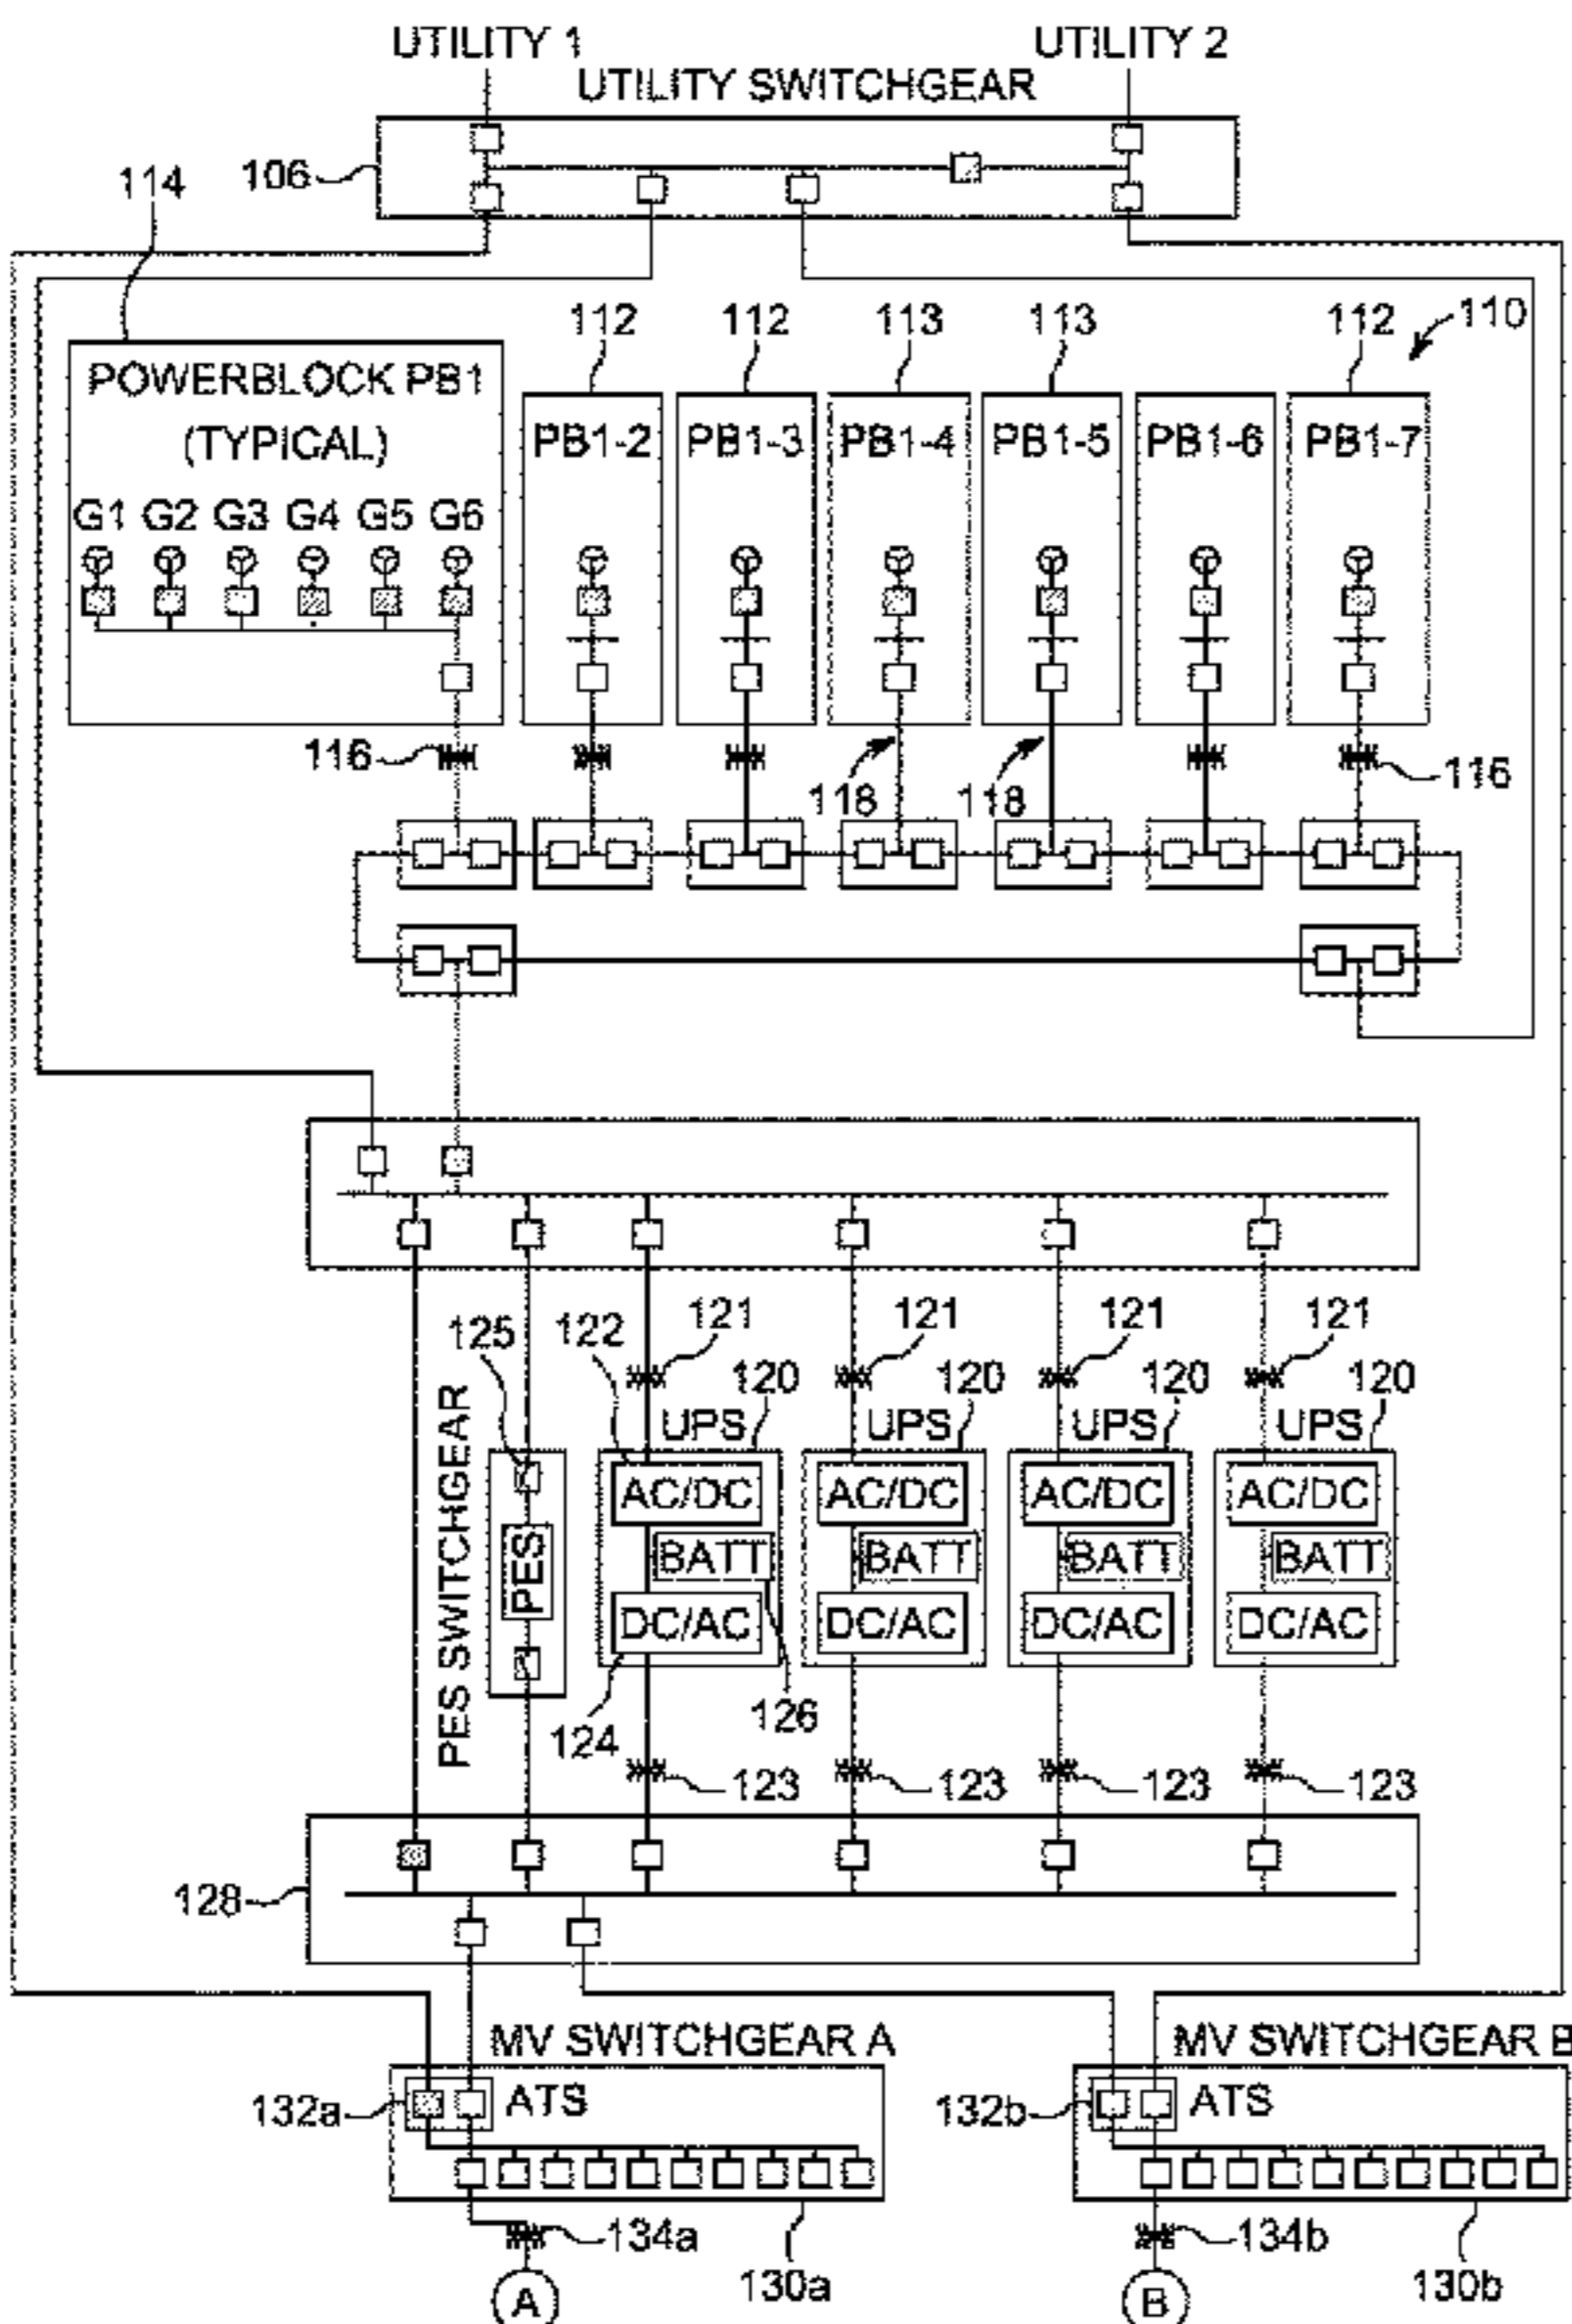 UTILITY 1
UTILITY 2
UTILITY SWITCHGEAR
106
114
112
112
113
113
112
110
POWERBLOCK PB1
(TYPICAL)
G1 G2 G3 G4 G5 G6
PB1-2
PB1-3
PB1-4
PB1-5
PB1-6
PB1-7
116
118
118
116
125
122
121
121
121
121
120
120
120
120
UPS
UPS
UPS
UPS
PES SWITCHGEAR
PES
AC/DC
AC/DC
AC/DC
AC/DC
BATT
BATT
BATT
BATT
DC/AC
DC/AC
DC/AC
DC/AC
124
126
123
123
123
123
128
MV SWITCHGEAR A
MV SWITCHGEAR B
132a
ATS
132b
ATS
134a
134b
130a
130b
A
B